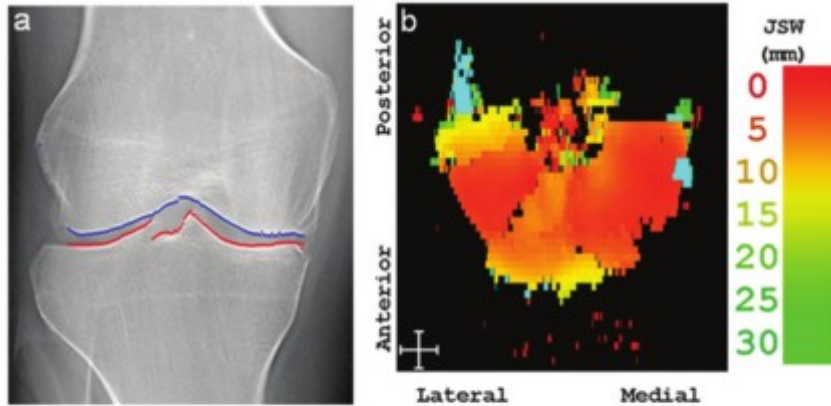 a
b
Posterior
Anterior
Lateral
Medial
JSW
(mm)
0
5
10
15
20
25
30